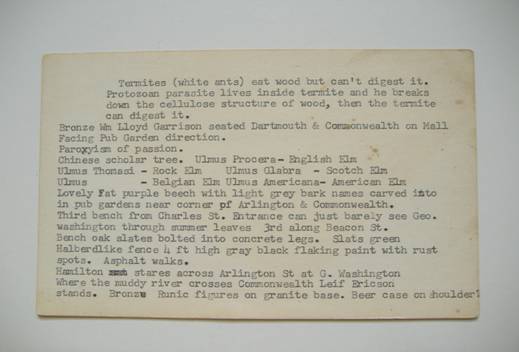 Termites (white ants) eat wood but can't digest it.
Protozoan parasite lives inside termite and he breaks
down the cellulose structure of wood, then the termite
can digest it.
Bronze Wm Lloyd Garrison seated Dartmouth & Commonwealth on Mall
Facing Pub Garden direction.
Paroxyism of passion.
Chinese scholar tree. Ulmus Procera- English Elm
Ulmus Thomasi - Rock Elm Ulmus Glabra - Scotch Elm
Ulmus - Belgian Elm Ulmus Americana- American Elm
Lovely Fat purple beech with light grey bark names carved into
in pub gardens near corner pf Arlington & Commonwealth.
Third bench from Charles St. Entrance can just barely see Geo.
washington through summer leaves 3rd along Beacon St.
Bench oak slates bolted into concrete legs. Slats green
Halberdlike fence 4 ft high gray black flaking paint with rust
spots. Asphalt walks.
Hamilton stares across Arlington St at G. Washington
Where the muddy river crosses Commonwealth Leif Ericson
stands. Bronze Runic figures on granite base. Beer case on shoulder?